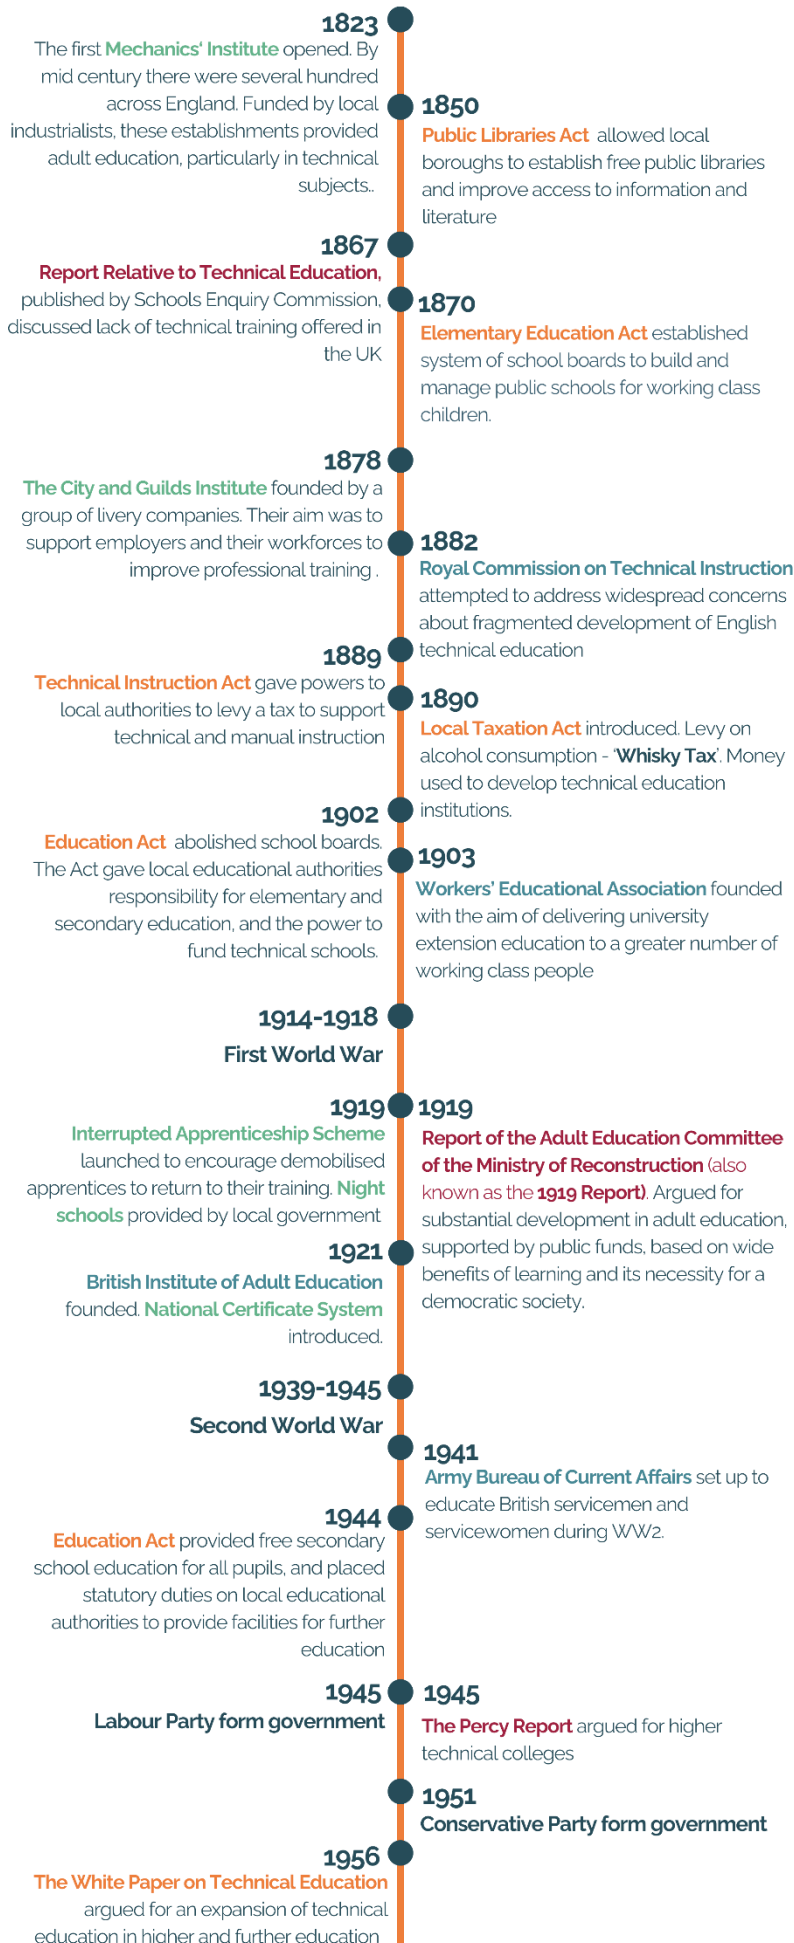 1823
The first Mechanics' Institute opened. By
mid century there were several hundred
across England. Funded by local
industrialists, these establishments provided
adult education, particularly in technical
subjects..
1850
Public Libraries Act allowed local
boroughs to establish free public libraries
and improve access to information and
literature
1867
Report Relative to Technical Education,
published by Schools Enquiry Commission,
discussed lack of technical training offered in
the UK
1870
Elementary Education Act established
system of school boards to build and
manage public schools for working class
children.
1878
The City and Guilds Institute founded by a
group of livery companies. Their aim was to
support employers and their workforces to
improve professional training .
1882
Royal Commission on Technical Instruction
attempted to address widespread concerns
about fragmented development of English
technical education
1889
Technical Instruction Act gave powers to
local authorities to levy a tax to support
technical and manual instruction
1890
Local Taxation Act introduced. Levy on
alcohol consumption - 'Whisky Tax'. Money
used to develop technical education
institutions.
1902
Education Act abolished school boards.
The Act gave local educational authorities
responsibility for elementary and
secondary education, and the power to
fund technical schools.
1903
Workers' Educational Association founded
with the aim of delivering university
extension education to a greater number of
working class people
1914-1918
First World War
1919
Interrupted Apprenticeship Scheme
launched to encourage demobilised
apprentices to return to their training. Night
schools provided by local government
1919
Report of the Adult Education Committee
of the Ministry of Reconstruction (also
known as the 1919 Report). Argued for
substantial development in adult education,
supported by public funds, based on wide
benefits of learning and its necessity for a
democratic society.
1921
British Institute of Adult Education
founded. National Certificate System
introduced.
1939-1945
Second World War
1941
Army Bureau of Current Affairs set up to
educate British servicemen and
servicewomen during WW2.
1944
Education Act provided free secondary
school education for all pupils, and placed
statutory duties on local educational
authorities to provide facilities for further
education
1945
Labour Party form government
1945
The Percy Report argued for higher
technical colleges
1951
Conservative Party form government
1956
The White Paper on Technical Education
argued for an expansion of technical
education in higher and further education